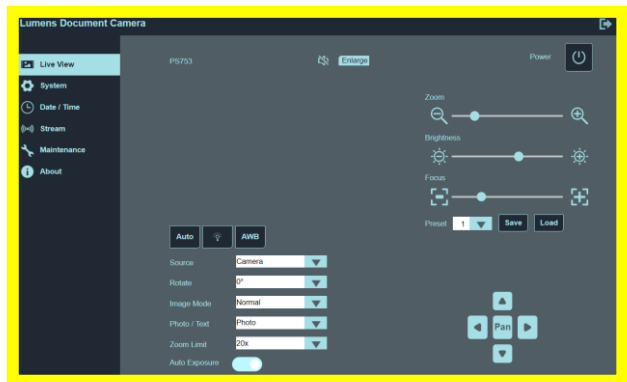 Lumens Document Camera
Live View
System
Date / Time
Stream
Maintenance
About
PS753
Enlarge
Power
Zoom
Brightness
Focus
Preset 1 Save Load
Auto AWB
Source Camera
Rotate 0°
Image Mode Normal
Photo / Text Photo
Zoom Limit 20x
Auto Exposure
Pan